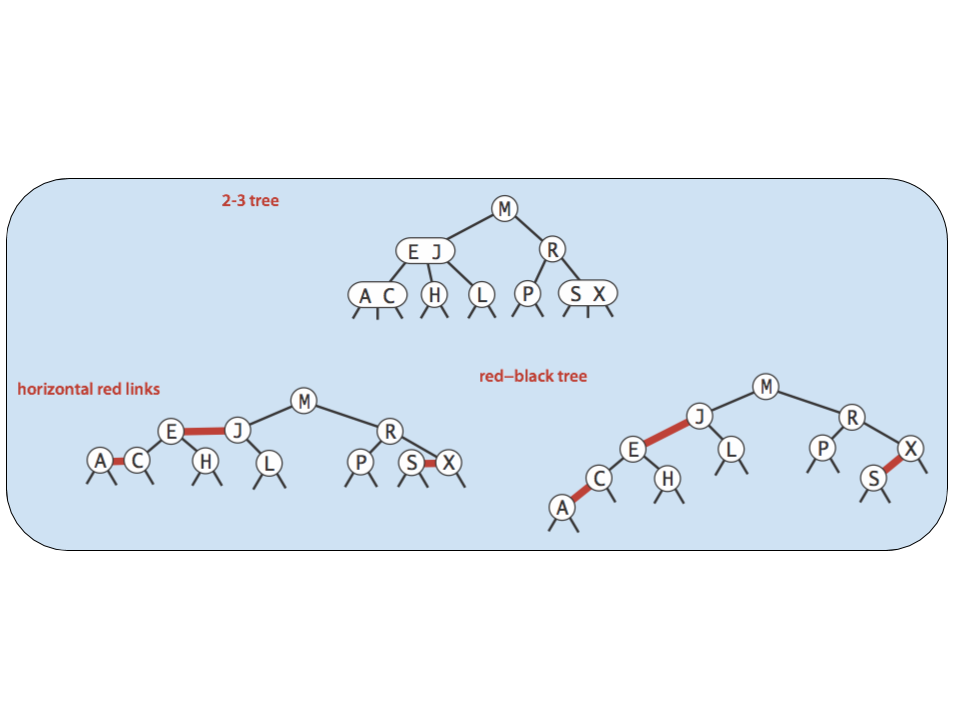 2-3 tree
M
E J
R
A C
H
L
P
S X
horizontal red links
M
E
J
R
A
C
H
L
P
S
X
red–black tree
M
J
R
E
L
P
X
C
H
S
A